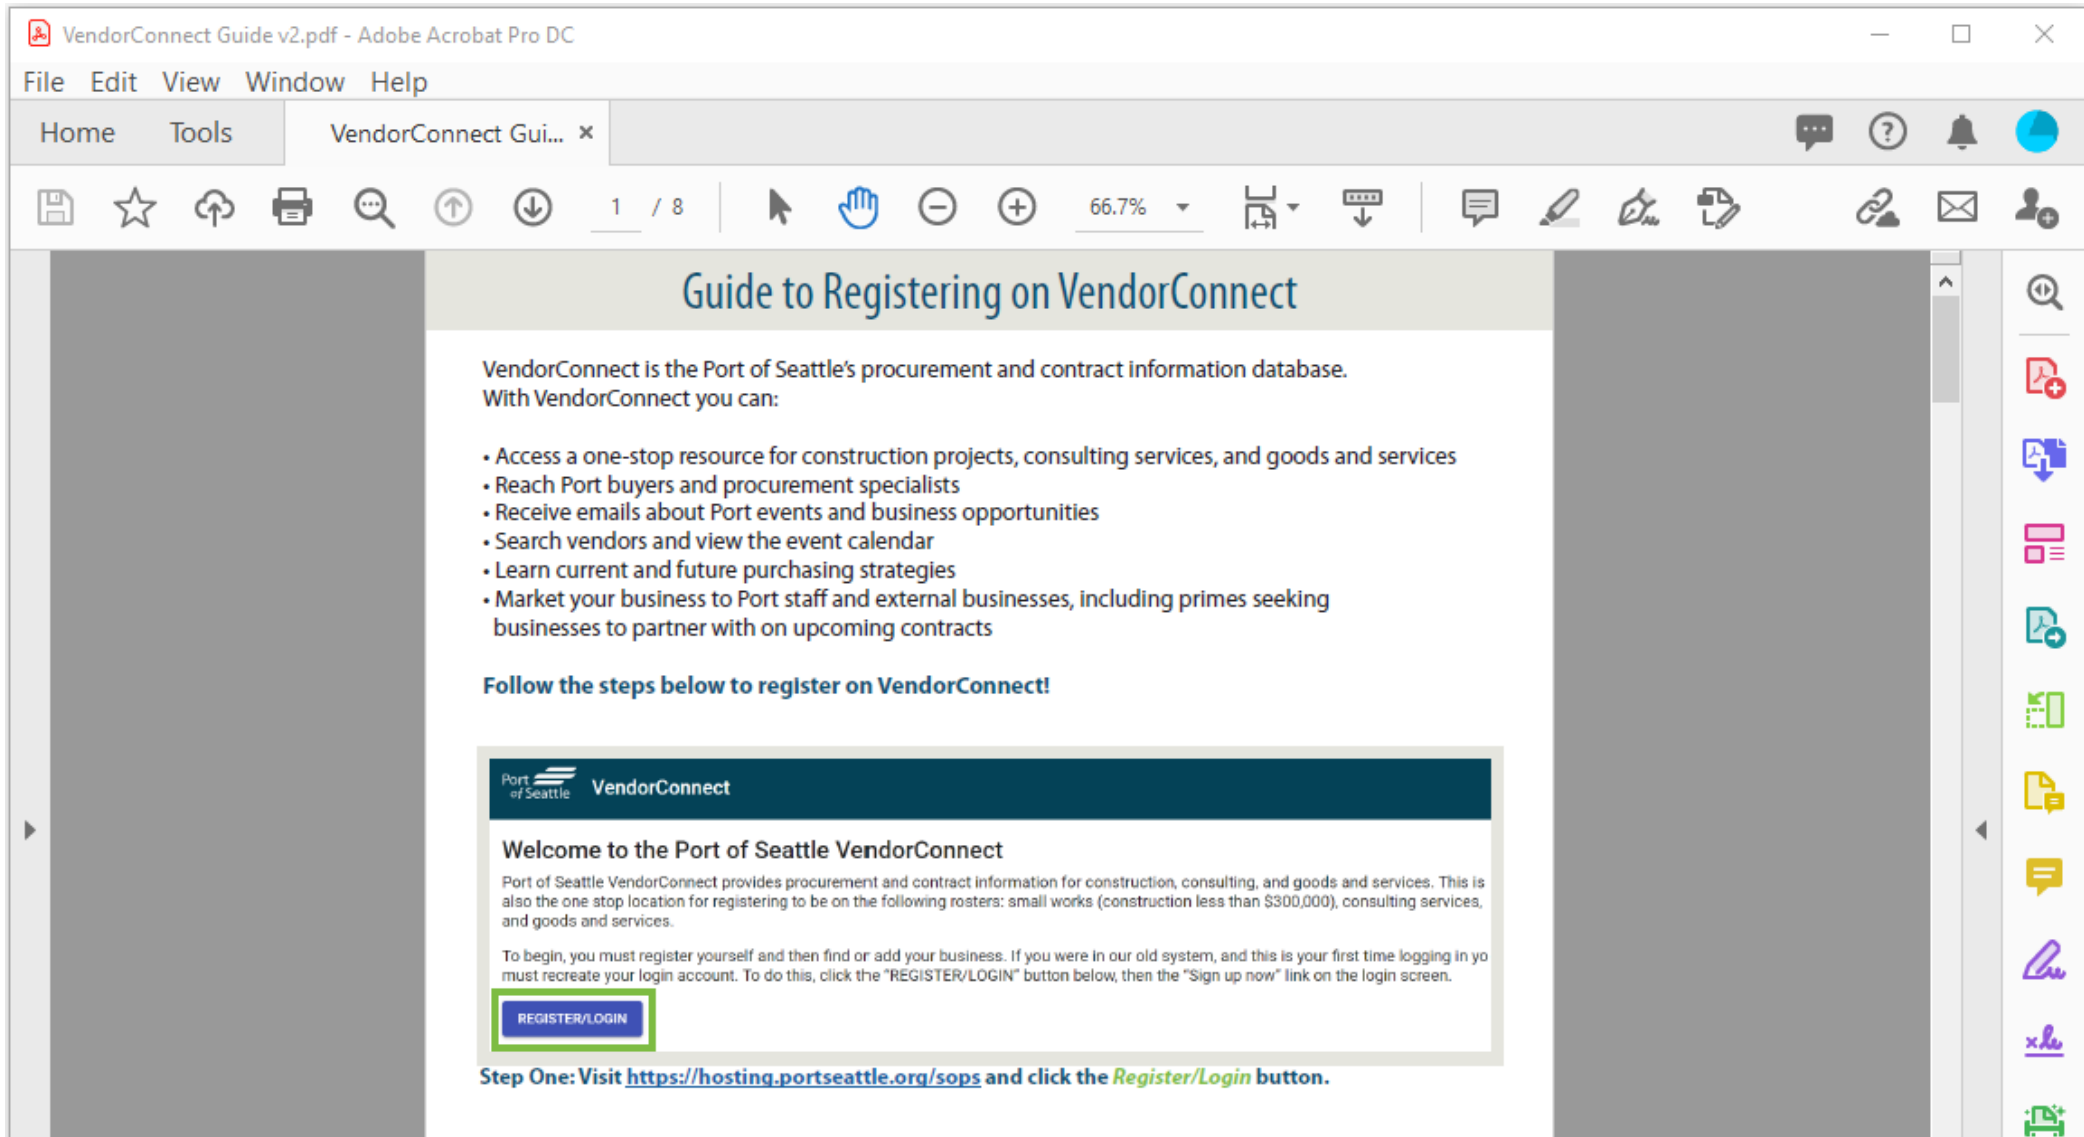 VendorConnect Guide v2.pdf - Adobe Acrobat Pro DC
File Edit View Window Help
Home Tools VendorConnect Gui... ×
1 / 8 66.7%
Guide to Registering on VendorConnect
VendorConnect is the Port of Seattle's procurement and contract information database.
With VendorConnect you can:
• Access a one-stop resource for construction projects, consulting services, and goods and services
• Reach Port buyers and procurement specialists
• Receive emails about Port events and business opportunities
• Search vendors and view the event calendar
• Learn current and future purchasing strategies
• Market your business to Port staff and external businesses, including primes seeking
businesses to partner with on upcoming contracts
Follow the steps below to register on VendorConnect!
Port of Seattle VendorConnect
Welcome to the Port of Seattle VendorConnect
Port of Seattle VendorConnect provides procurement and contract information for construction, consulting, and goods and services. This is
also the one stop location for registering to be on the following rosters: small works (construction less than $300,000), consulting services,
and goods and services.
To begin, you must register yourself and then find or add your business. If you were in our old system, and this is your first time logging in yo
must recreate your login account. To do this, click the "REGISTER/LOGIN" button below, then the "Sign up now" link on the login screen.
REGISTER/LOGIN
Step One: Visit https://hosting.portseattle.org/sops and click the Register/Login button.